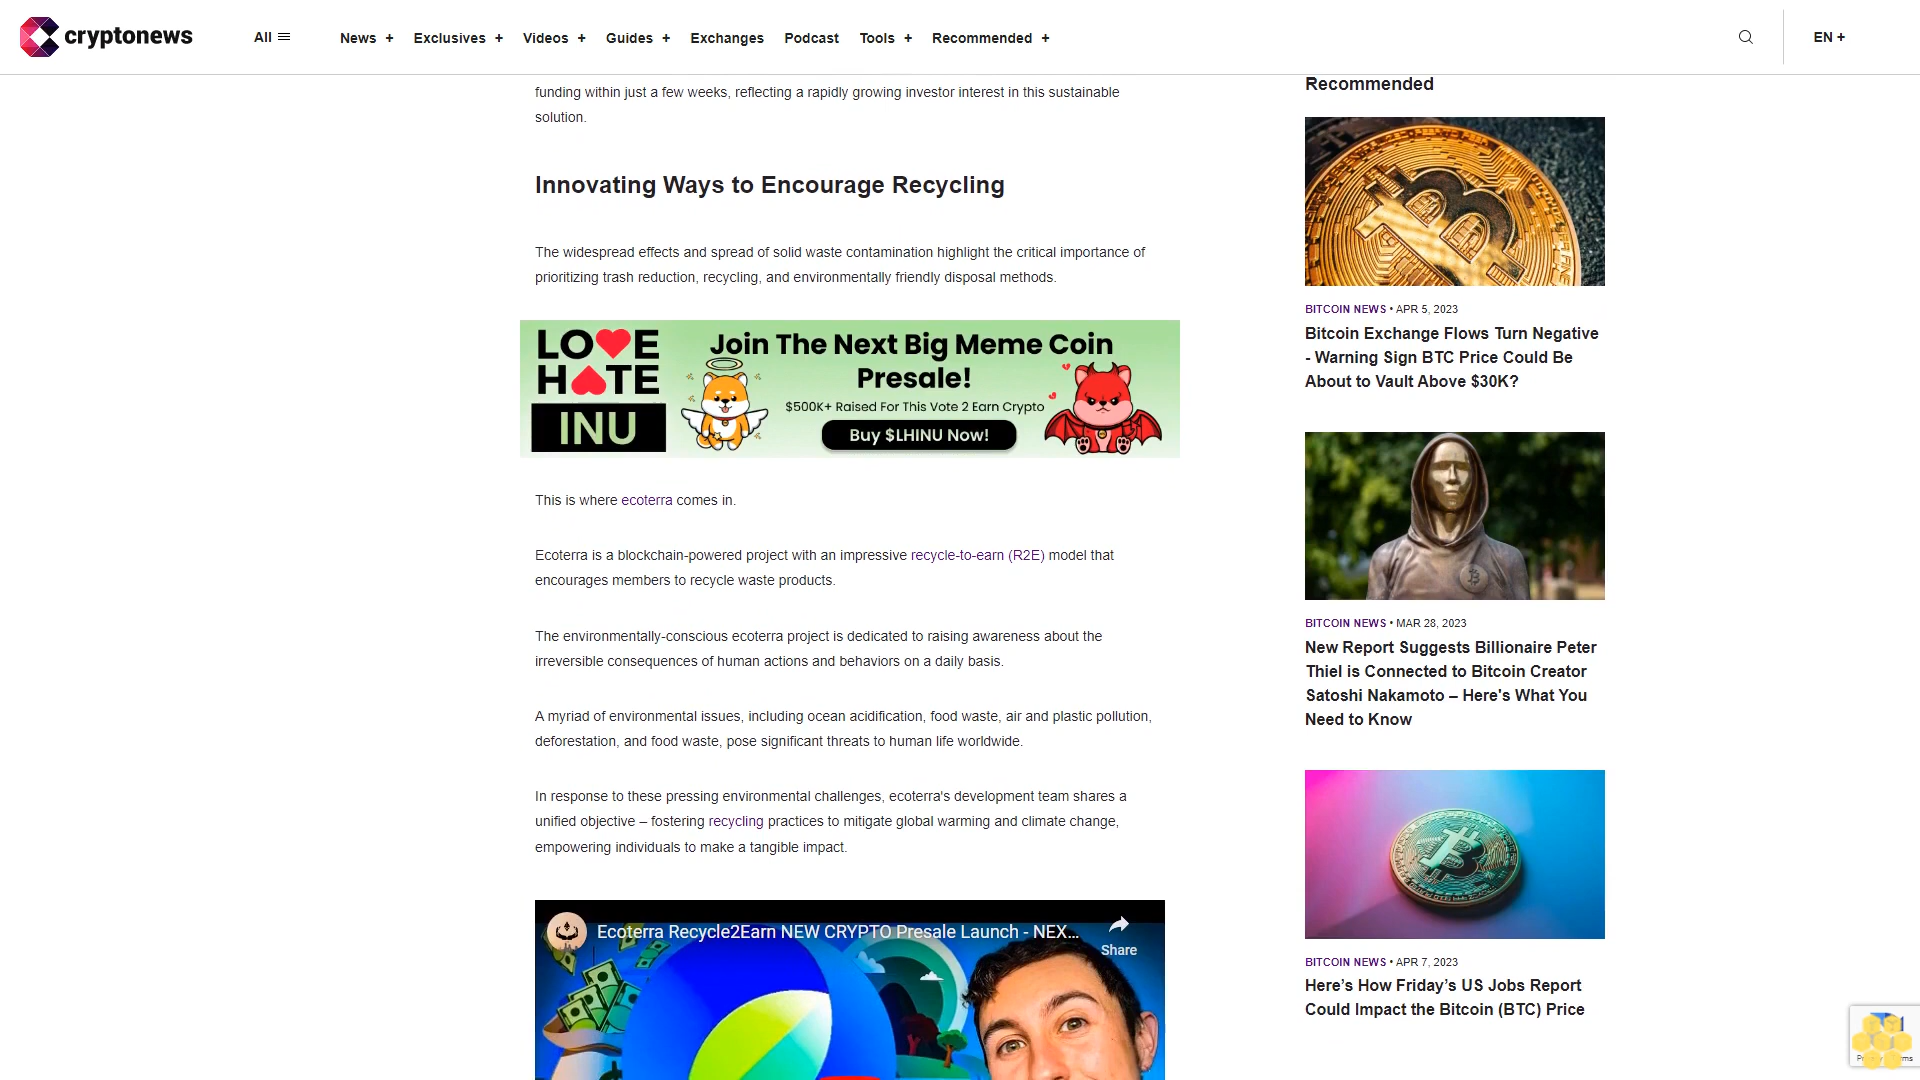 cryptonews
All
News +
Exclusives +
Videos +
Guides +
Exchanges
Podcast
Tools +
Recommended +
EN +
funding within just a few weeks, reflecting a rapidly growing investor interest in this sustainable
solution.
Innovating Ways to Encourage Recycling
The widespread effects and spread of solid waste contamination highlight the critical importance of
prioritizing trash reduction, recycling, and environmentally friendly disposal methods.
LOVE
HATE
INU
Join The Next Big Meme Coin
Presale!
$500K+ Raised For This Vote 2 Earn Crypto
Buy $LHINU Now!
This is where ecoterra comes in.
Ecoterra is a blockchain-powered project with an impressive recycle-to-earn (R2E) model that
encourages members to recycle waste products.
The environmentally-conscious ecoterra project is dedicated to raising awareness about the
irreversible consequences of human actions and behaviors on a daily basis.
A myriad of environmental issues, including ocean acidification, food waste, air and plastic pollution,
deforestation, and food waste, pose significant threats to human life worldwide.
In response to these pressing environmental challenges, ecoterra's development team shares a
unified objective – fostering recycling practices to mitigate global warming and climate change,
empowering individuals to make a tangible impact.
Ecoterra Recycle2Earn NEW CRYPTO Presale Launch - NEX...
Share
Recommended
BITCOIN NEWS • APR 5, 2023
Bitcoin Exchange Flows Turn Negative
- Warning Sign BTC Price Could Be
About to Vault Above $30K?
BITCOIN NEWS • MAR 28, 2023
New Report Suggests Billionaire Peter
Thiel is Connected to Bitcoin Creator
Satoshi Nakamoto – Here's What You
Need to Know
BITCOIN NEWS • APR 7, 2023
Here’s How Friday’s US Jobs Report
Could Impact the Bitcoin (BTC) Price